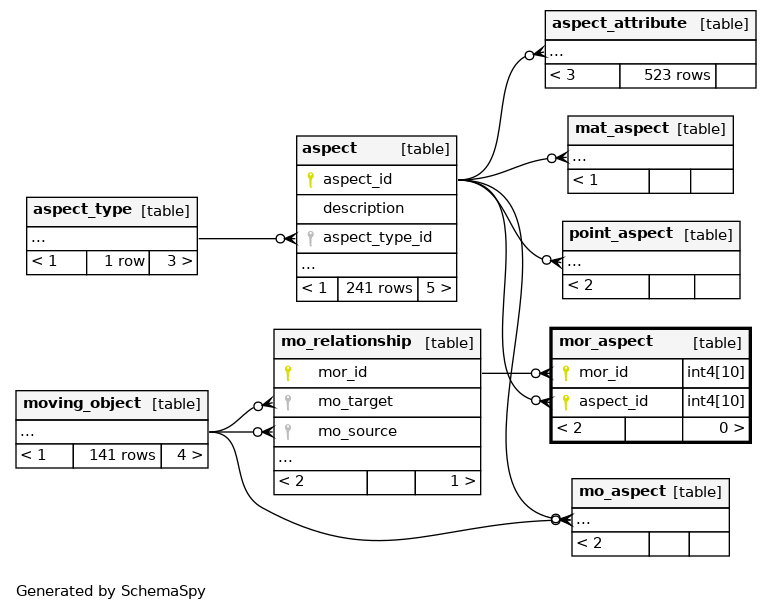 aspect_attribute [table]
...
< 3 523 rows
mat_aspect [table]
...
< 1
aspect [table]
aspect_id
description
aspect_type_id
...
< 1 241 rows 5 >
aspect_type [table]
...
< 1 1 row 3 >
point_aspect [table]
...
< 2
mo_relationship [table]
mor_id
mo_target
mo_source
...
< 2 1 >
mor_aspect [table]
mor_id int4[10]
aspect_id int4[10]
< 2 0 >
moving_object [table]
...
< 1 141 rows 4 >
mo_aspect [table]
...
< 2
Generated by SchemaSpy